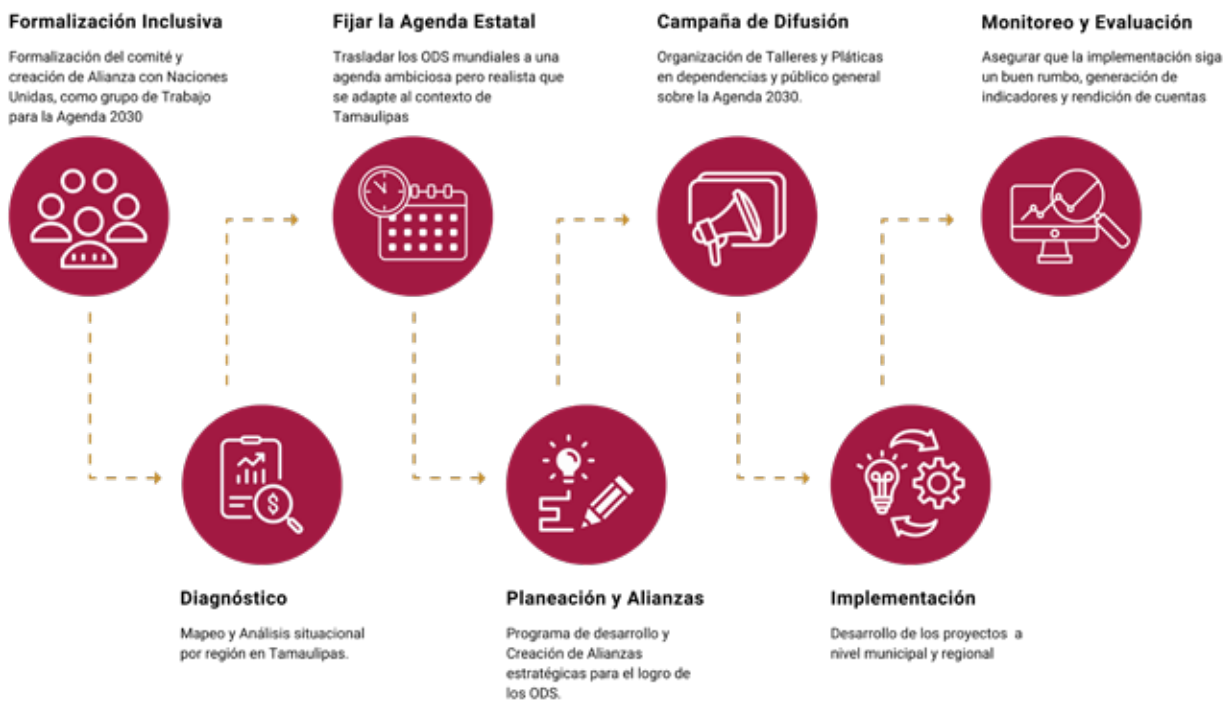 Formalización Inclusiva
Formalización del comité y
creación de Alianza con Naciones
Unidas, como grupo de Trabajo
para la Agenda 2030
Fijar la Agenda Estatal
Trasladar los ODS mundiales a una
agenda ambiciosa pero realista que
se adapte al contexto de
Tamaulipas
Campaña de Difusión
Organización de Talleres y Pláticas
en dependencias y público general
sobre la Agenda 2030.
Monitoreo y Evaluación
Asegurar que la implementación siga
un buen rumbo, generación de
indicadores y rendición de cuentas
$
Diagnóstico
Mapeo y Análisis situacional
por región en Tamaulipas.
Planeación y Alianzas
Programa de desarrollo y
Creación de Alianzas
estratégicas para el logro de
los ODS.
Implementación
Desarrollo de los proyectos a
nivel municipal y regional